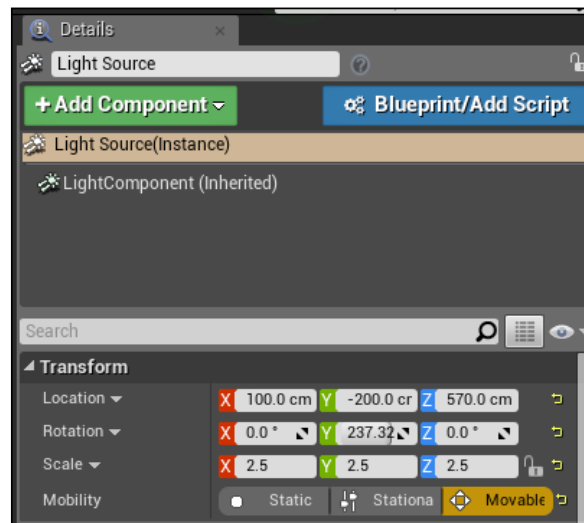 Details
Light Source
+ Add Component
Blueprint/Add Script
Light Source(Instance)
LightComponent (Inherited)
Search
Transform
Location X 100.0 cm Y -200.0 cr Z 570.0 cm
Rotation X 0.0 ° Y 237.32 Z 0.0 °
Scale X 2.5 Y 2.5 Z 2.5
Mobility Static Stationa Movable